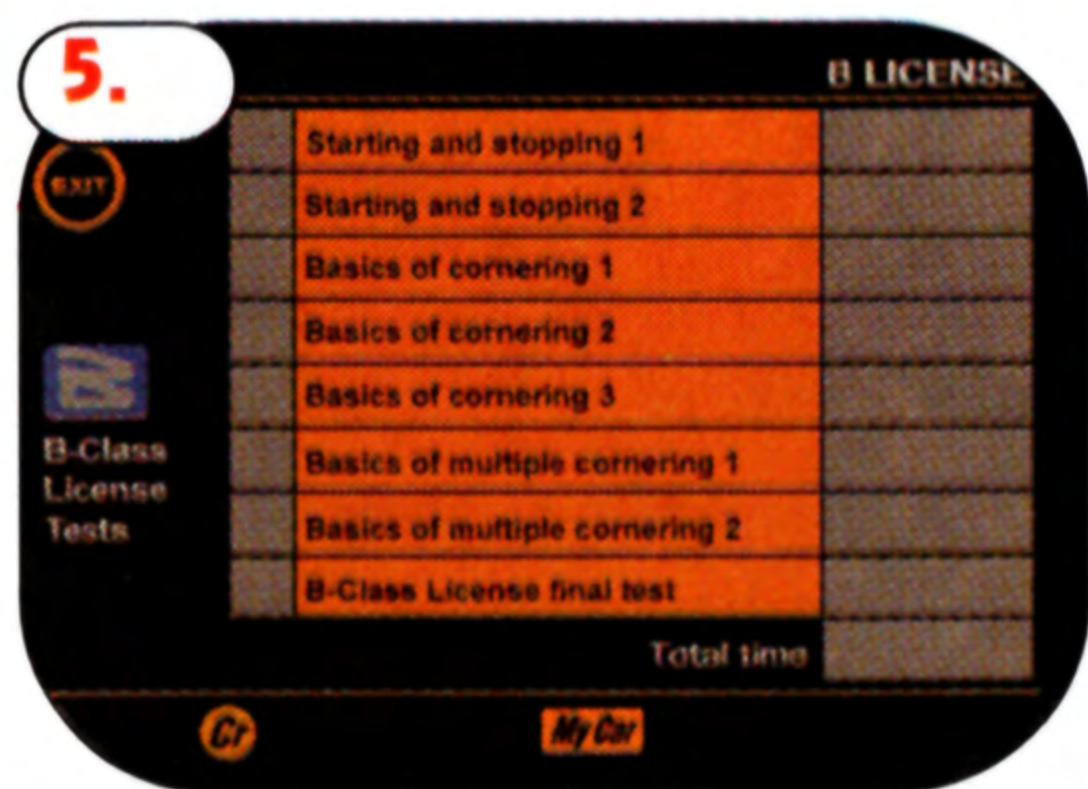 5.
B LICENSE
EXIT
Starting and stopping 1
Starting and stopping 2
Basics of cornering 1
Basics of cornering 2
Basics of cornering 3
Basics of multiple cornering 1
Basics of multiple cornering 2
B-Class License final test
B
B-Class
License
Tests
Total time
Cr
My Car